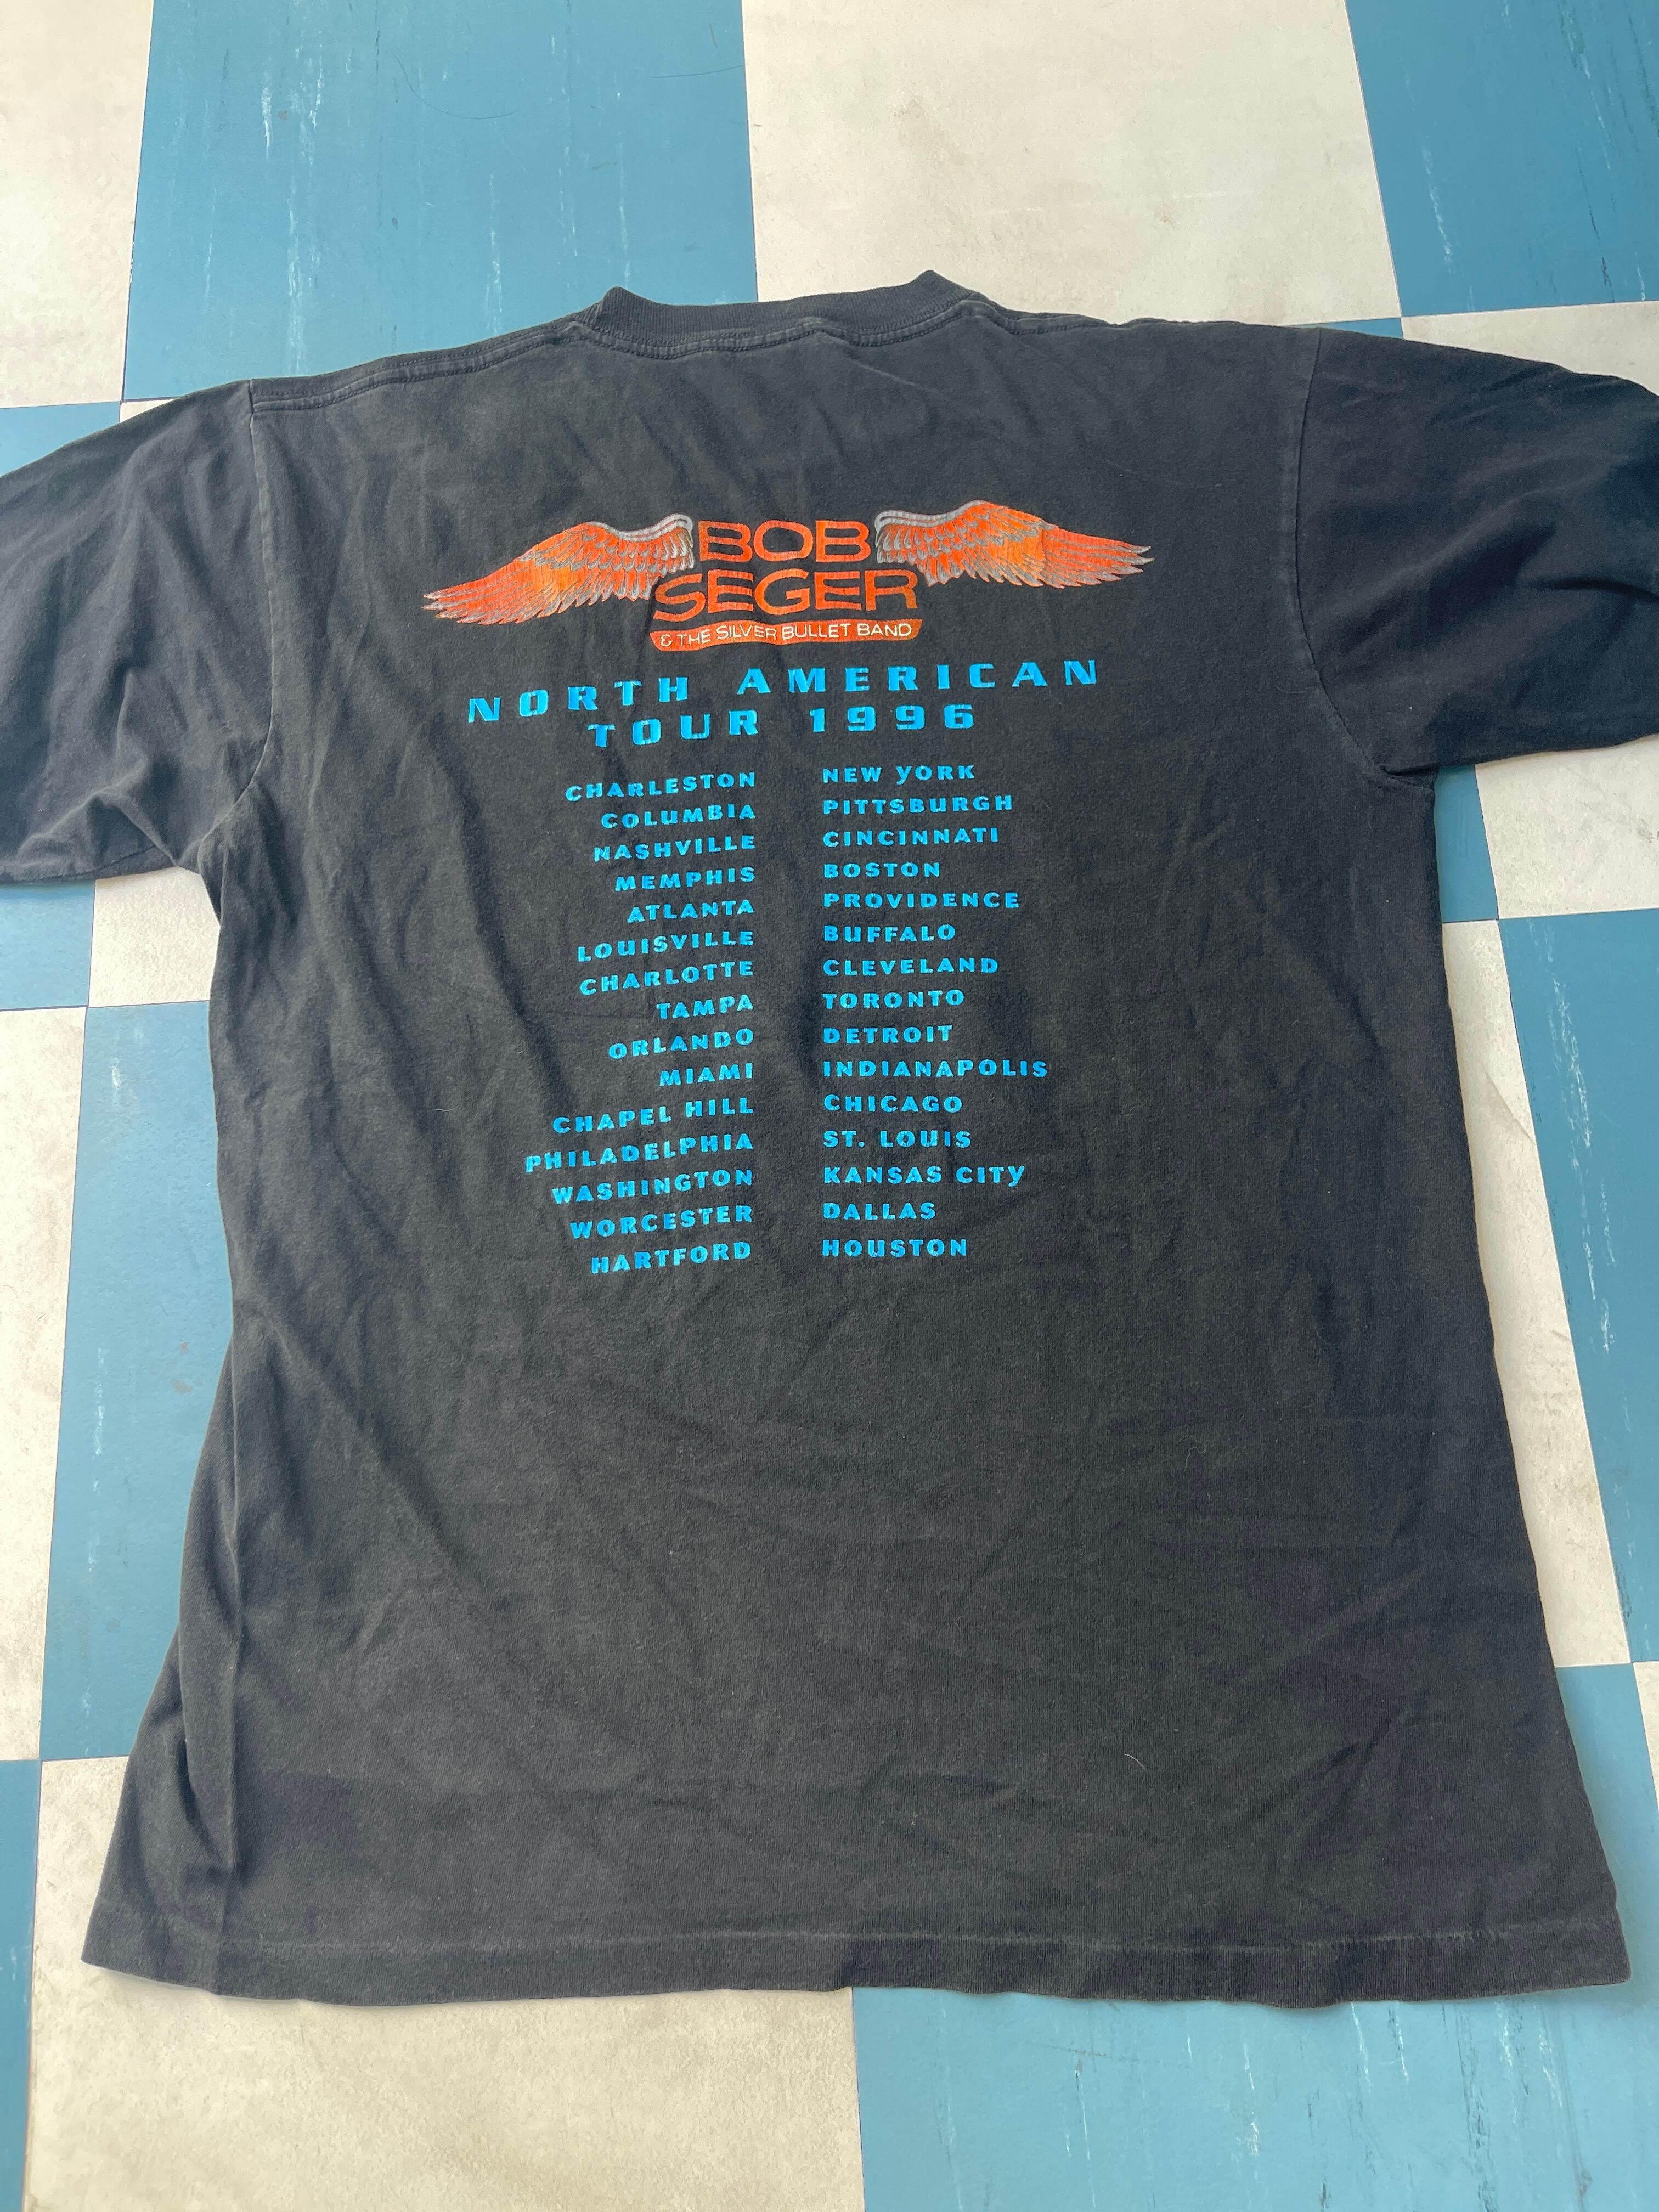 BOB
SEGER
& THE SILVER BULLET BAND
NORTH AMERICAN
TOUR 1996
CHARLESTON
COLUMBIA
NASHVILLE
MEMPHIS
ATLANTA
LOUISVILLE
CHARLOTTE
TAMPA
ORLANDO
MIAMI
CHAPEL HILL
PHILADELPHIA
WASHINGTON
WORCESTER
HARTFORD
NEW YORK
PITTSBURGH
CINCINNATI
BOSTON
PROVIDENCE
BUFFALO
CLEVELAND
TORONTO
DETROIT
INDIANAPOLIS
CHICAGO
ST. LOUIS
KANSAS CITY
DALLAS
HOUSTON